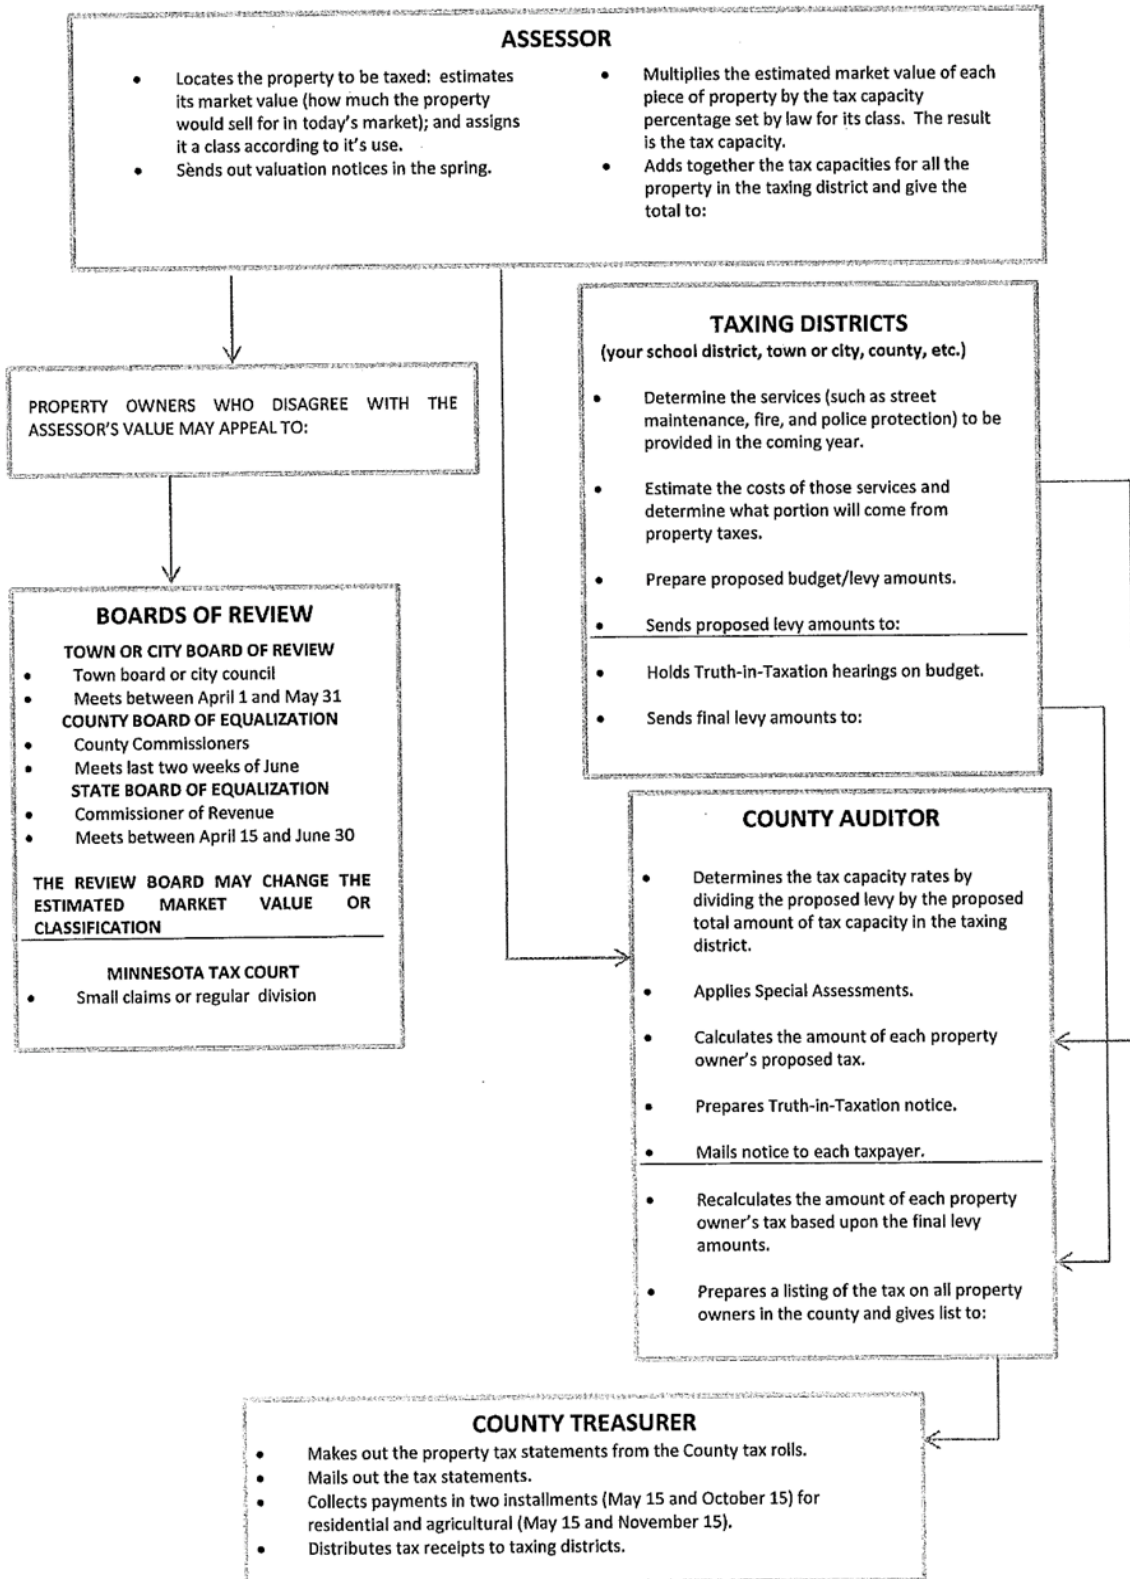 ASSESSOR
• Locates the property to be taxed: estimates
its market value (how much the property
would sell for in today's market); and assigns
it a class according to it's use.
• Sends out valuation notices in the spring.
• Multiplies the estimated market value of each
piece of property by the tax capacity
percentage set by law for its class. The result
is the tax capacity.
• Adds together the tax capacities for all the
property in the taxing district and give the
total to:
PROPERTY OWNERS WHO DISAGREE WITH THE
ASSESSOR'S VALUE MAY APPEAL TO:
BOARDS OF REVIEW
TOWN OR CITY BOARD OF REVIEW
• Town board or city council
• Meets between April 1 and May 31
COUNTY BOARD OF EQUALIZATION
• County Commissioners
• Meets last two weeks of June
STATE BOARD OF EQUALIZATION
• Commissioner of Revenue
• Meets between April 15 and June 30
THE REVIEW BOARD MAY CHANGE THE
ESTIMATED MARKET VALUE OR
CLASSIFICATION
MINNESOTA TAX COURT
• Small claims or regular division
TAXING DISTRICTS
(your school district, town or city, county, etc.)
• Determine the services (such as street
maintenance, fire, and police protection) to be
provided in the coming year.
• Estimate the costs of those services and
determine what portion will come from
property taxes.
• Prepare proposed budget/levy amounts.
• Sends proposed levy amounts to:
• Holds Truth-in-Taxation hearings on budget.
• Sends final levy amounts to:
COUNTY AUDITOR
• Determines the tax capacity rates by
dividing the proposed levy by the proposed
total amount of tax capacity in the taxing
district.
• Applies Special Assessments.
• Calculates the amount of each property
owner's proposed tax.
• Prepares Truth-in-Taxation notice.
• Mails notice to each taxpayer.
• Recalculates the amount of each property
owner's tax based upon the final levy
amounts.
• Prepares a listing of the tax on all property
owners in the county and gives list to:
COUNTY TREASURER
• Makes out the property tax statements from the County tax rolls.
• Mails out the tax statements.
• Collects payments in two installments (May 15 and October 15) for
residential and agricultural (May 15 and November 15).
• Distributes tax receipts to taxing districts.